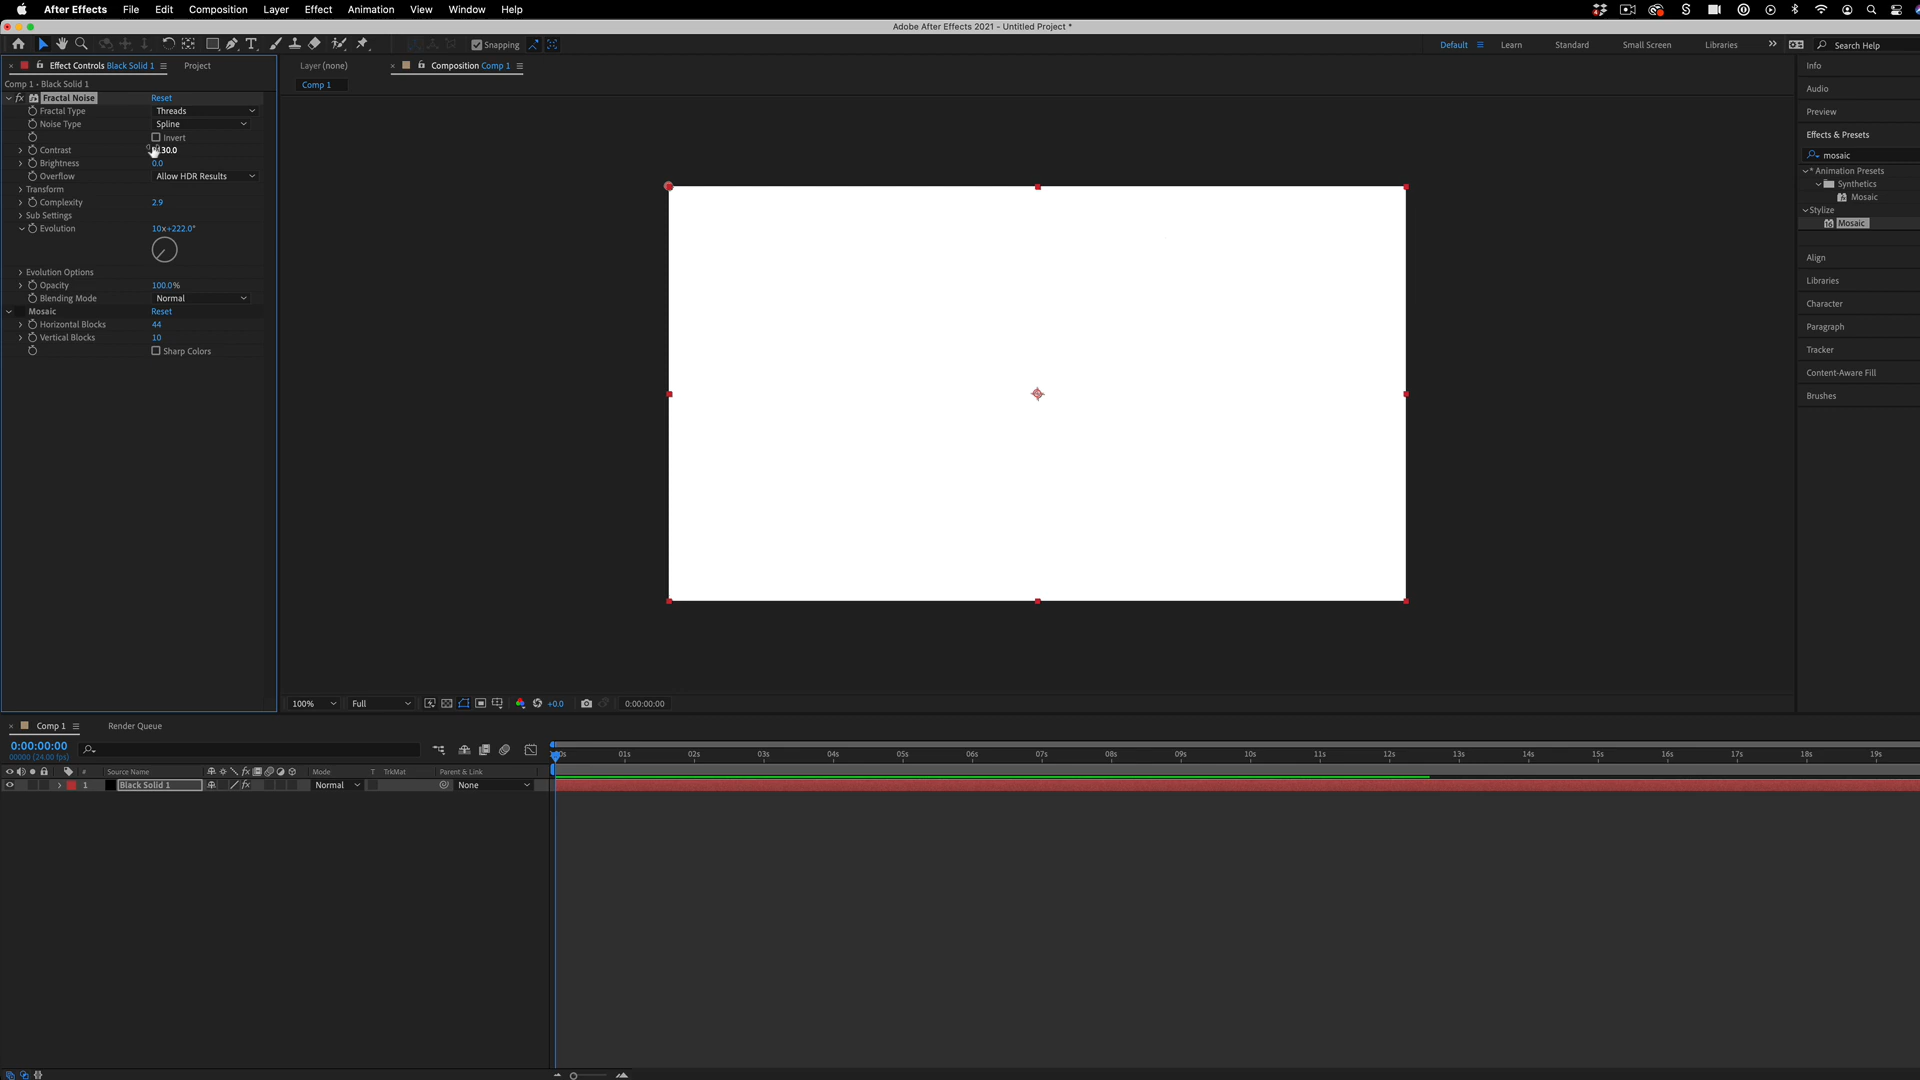 After Effects File Edit Composition Layer Effect Animation View Window Help
Adobe After Effects 2021 - Untitled Project *
Snapping Default Learn Standard Small Screen Libraries Search Help
Effect Controls Black Solid 1 Project Layer (none) Composition Comp 1 Info
Comp 1 • Black Solid 1 Comp 1
Audio
Fractal Noise Reset
Fractal Type Threads Preview
Noise Type Spline
Invert Effects & Presets
Contrast
Brightness 0.0 mosaic
Overflow Allow HDR Results * Animation Presets
Transform Synthetics
Complexity 2.9 Mosaic
Sub Settings Stylize
Evolution 10x+222.0° Mosaic
Align
Evolution Options Libraries
Opacity 100.0%
Blending Mode Normal Character
Mosaic Reset
Horizontal Blocks 44 Paragraph
Vertical Blocks 10
Sharp Colors Tracker
Content-Aware Fill
Brushes
100% Full +0.0 0:00:00:00
Comp 1 Render Queue
0:00:00:00
00000 (24.00 fps) 01s 02s 03s 04s 05s 06s 07s 08s 09s 10s 11s 12s 13s 14s 15s 16s 17s 18s 19s
# Source Name Mode T TrkMat Parent & Link
1 Black Solid 1 Normal None